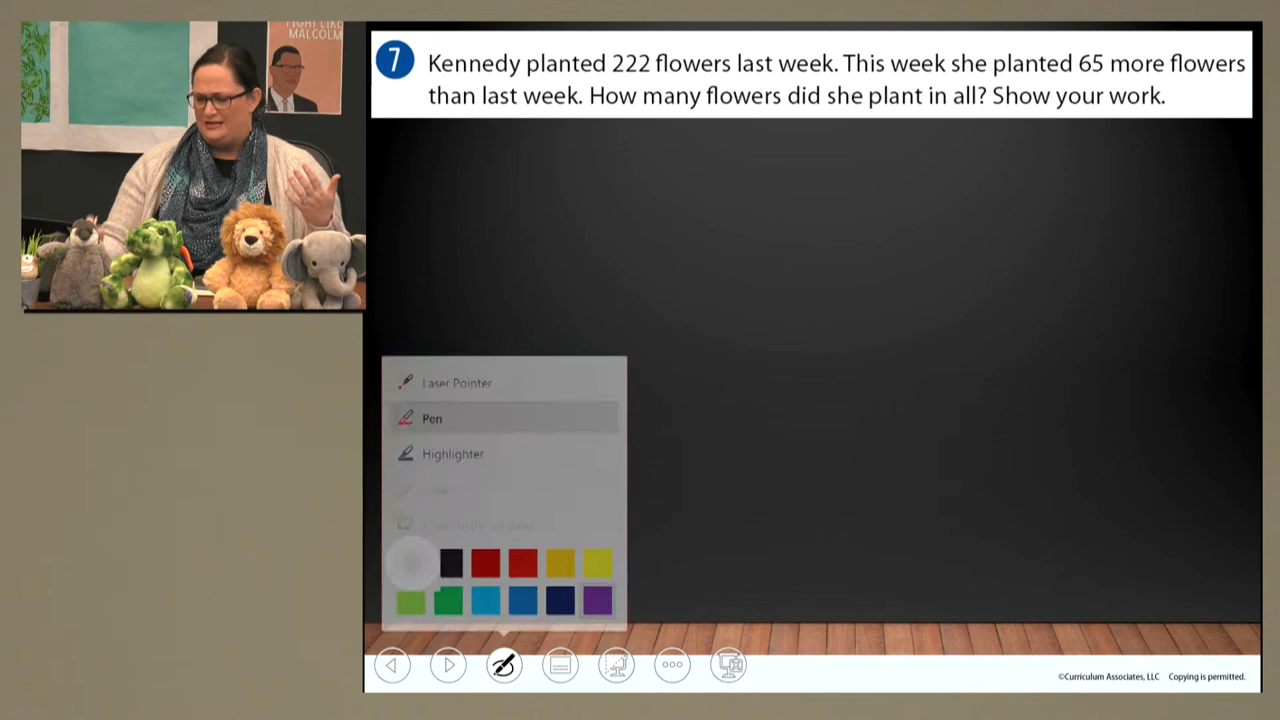 FIGHT LIKE
MALCOLM
7
Kennedy planted 222 flowers last week. This week she planted 65 more flowers
than last week. How many flowers did she plant in all? Show your work.
Laser Pointer
Pen
Highlighter
©Curriculum Associates, LLC Copying is permitted.